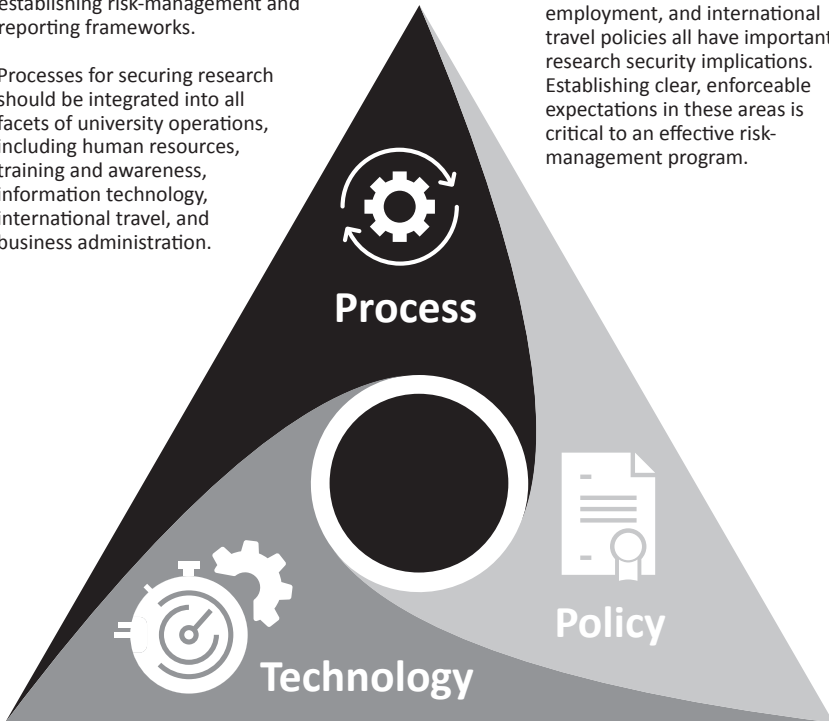 establishing risk-management and
reporting frameworks.
Processes for securing research
should be integrated into all
facets of university operations,
including human resources,
training and awareness,
information technology,
international travel, and
business administration.
employment, and international
travel policies all have important
research security implications.
Establishing clear, enforceable
expectations in these areas is
critical to an effective risk-
management program.
Process
Policy
Technology